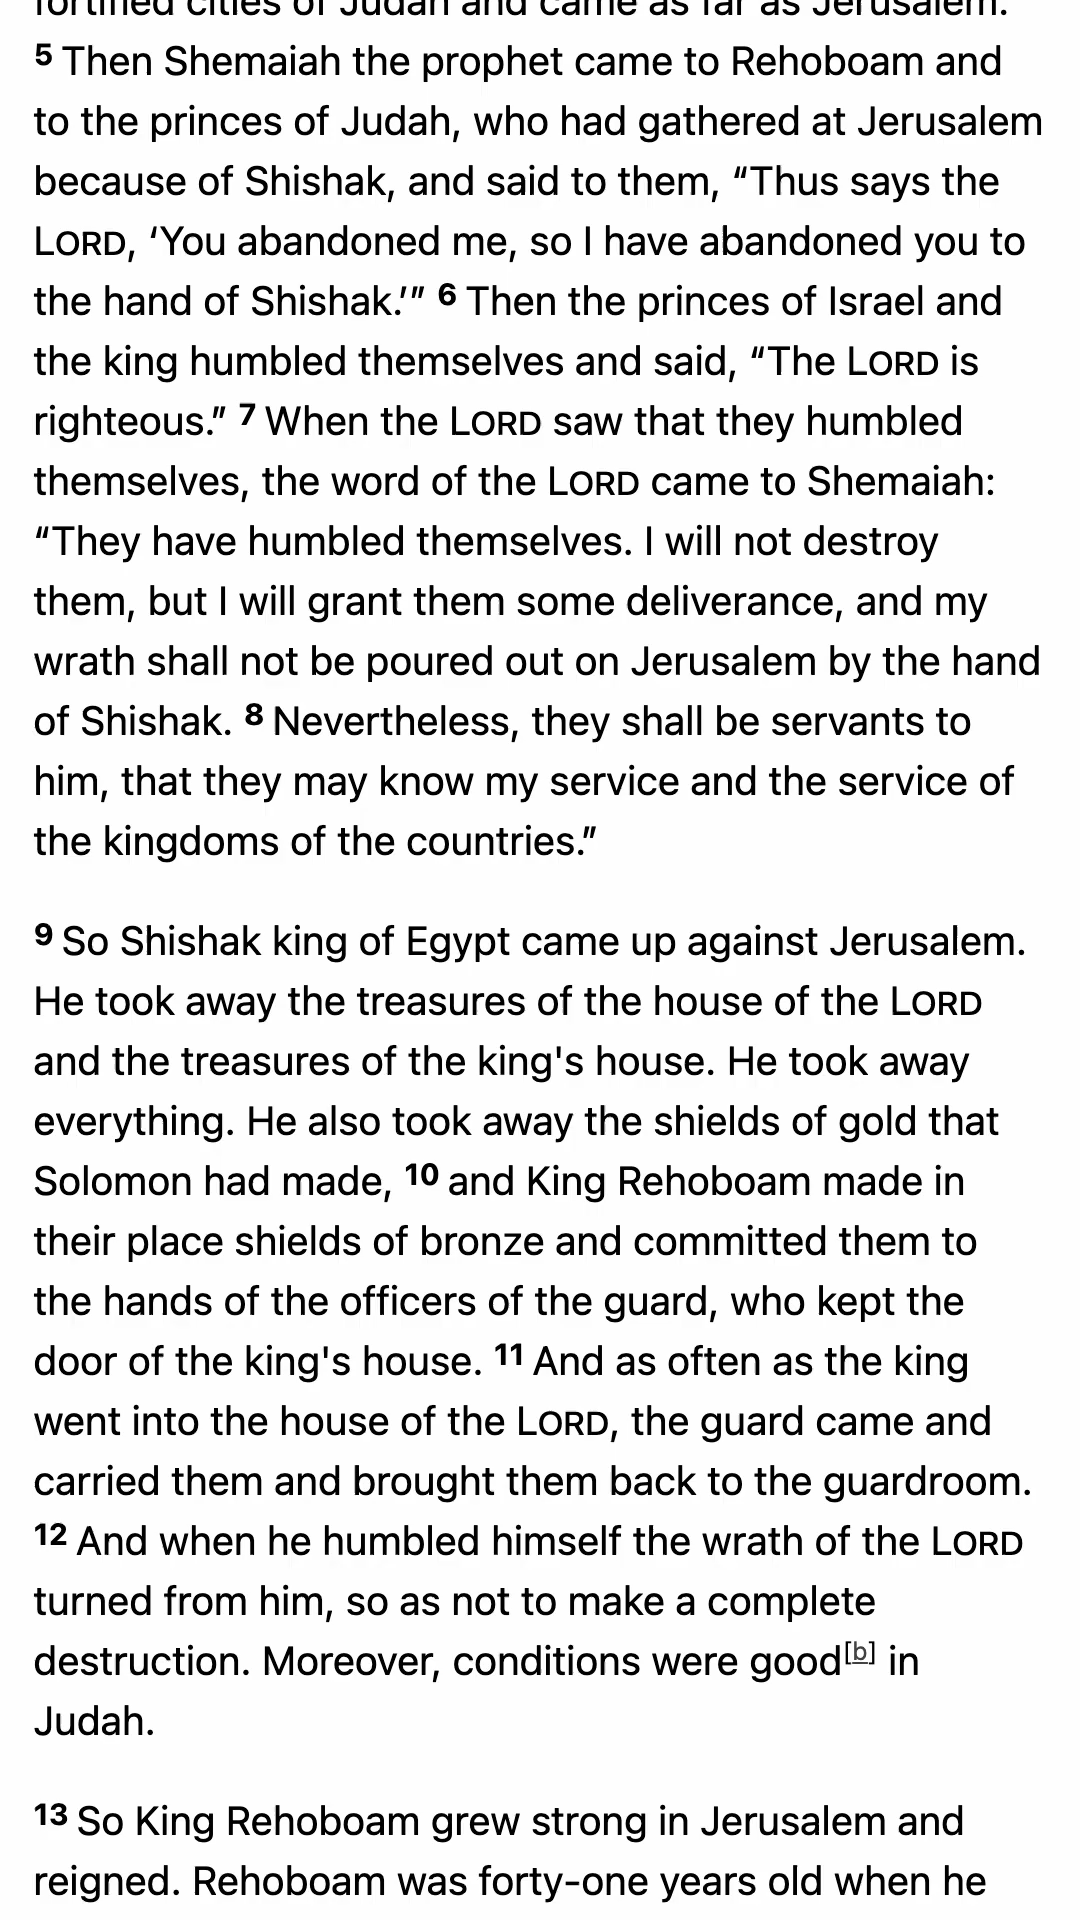 fortified cities of Judah and came as far as Jerusalem.
5 Then Shemaiah the prophet came to Rehoboam and
to the princes of Judah, who had gathered at Jerusalem
because of Shishak, and said to them, “Thus says the
LORD, ‘You abandoned me, so I have abandoned you to
the hand of Shishak.’” 6 Then the princes of Israel and
the king humbled themselves and said, “The LORD is
righteous.” 7 When the LORD saw that they humbled
themselves, the word of the LORD came to Shemaiah:
“They have humbled themselves. I will not destroy
them, but I will grant them some deliverance, and my
wrath shall not be poured out on Jerusalem by the hand
of Shishak. 8 Nevertheless, they shall be servants to
him, that they may know my service and the service of
the kingdoms of the countries.”
9 So Shishak king of Egypt came up against Jerusalem.
He took away the treasures of the house of the LORD
and the treasures of the king's house. He took away
everything. He also took away the shields of gold that
Solomon had made, 10 and King Rehoboam made in
their place shields of bronze and committed them to
the hands of the officers of the guard, who kept the
door of the king's house. 11 And as often as the king
went into the house of the LORD, the guard came and
carried them and brought them back to the guardroom.
12 And when he humbled himself the wrath of the LORD
turned from him, so as not to make a complete
destruction. Moreover, conditions were good[b] in
Judah.
13 So King Rehoboam grew strong in Jerusalem and
reigned. Rehoboam was forty-one years old when he